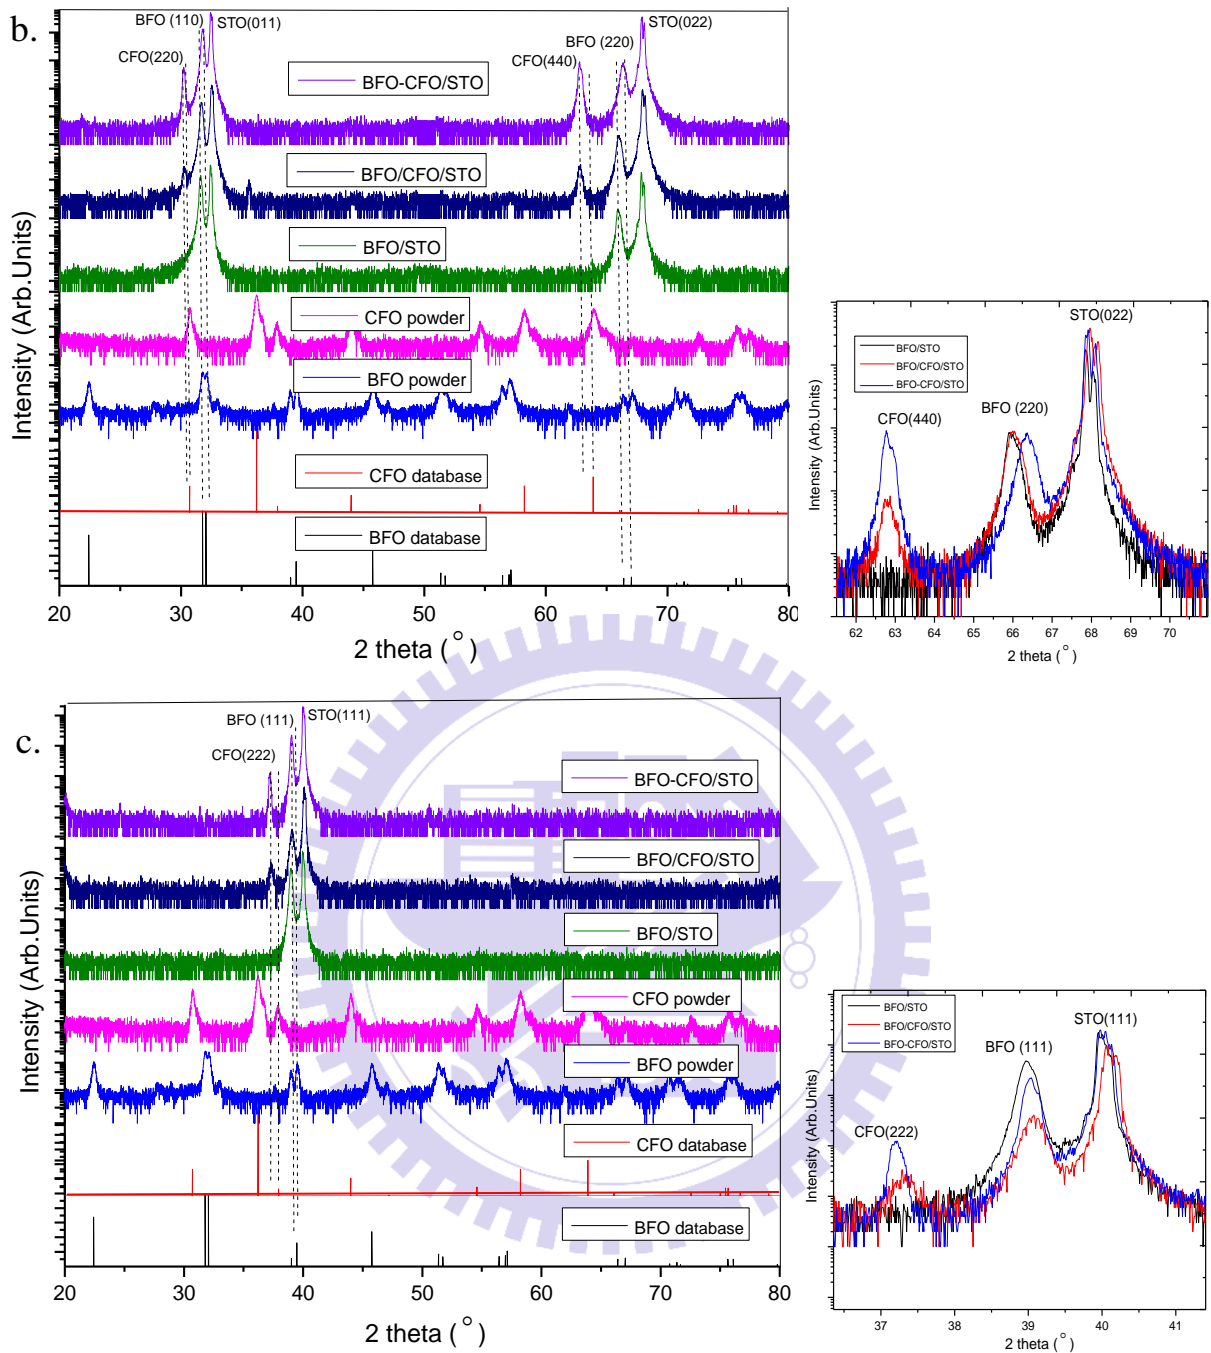 b.
BFO (110)
STO(011)
CFO(220)
STO(022)
BFO (220)
CFO(440)
BFO-CFO/STO
BFO/CFO/STO
BFO/STO
CFO powder
BFO powder
CFO database
BFO database
Intensity (Arb.Units)
20 30 40 50 60 70 80
2 theta (°)
STO(022)
BFO/STO
BFO/CFO/STO
BFO-CFO/STO
BFO (220)
CFO(440)
Intensity (Arb.Units)
62 63 64 65 66 67 68 69 70
2 theta (°)
c.
BFO (111)
STO(111)
CFO(222)
BFO-CFO/STO
BFO/CFO/STO
BFO/STO
CFO powder
BFO powder
CFO database
BFO database
Intensity (Arb.Units)
20 30 40 50 60 70 80
2 theta (°)
BFO/STO
BFO/CFO/STO
BFO-CFO/STO
STO(111)
BFO (111)
CFO(222)
Intensity (Arb.Units)
37 38 39 40 41
2 theta (°)